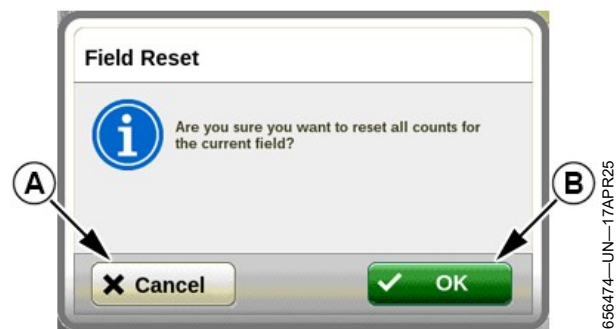 Field Reset
Are you sure you want to reset all counts for
the current field?
A
B
Cancel
OK
656474—UN—17APR25